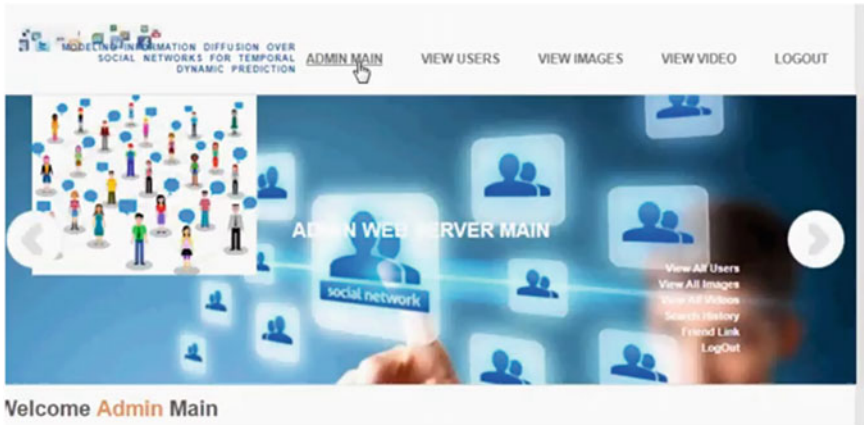 MODELING INFORMATION DIFFUSION OVER
SOCIAL NETWORKS FOR TEMPORAL
DYNAMIC PREDICTION
ADMIN MAIN VIEW USERS VIEW IMAGES VIEW VIDEO LOGOUT
ADMIN WEB SERVER MAIN
social network
View All Users
View All Images
View All Videos
Search History
Friend Link
LogOut
Welcome Admin Main